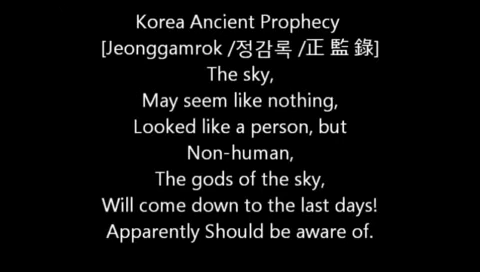 Korea Ancient Prophecy
[Jeonggamrok /정감록 /正 監 錄]
The sky,
May seem like nothing,
Looked like a person, but
Non-human,
The gods of the sky,
Will come down to the last days!
Apparently Should be aware of.